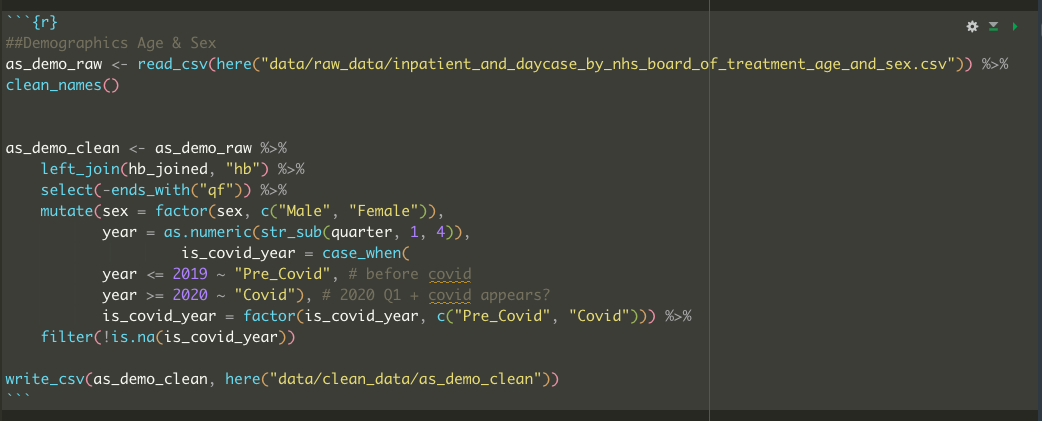 ```{r}
##Demographics Age & Sex
as_demo_raw <- read_csv(here("data/raw_data/inpatient_and_daycase_by_nhs_board_of_treatment_age_and_sex.csv")) %>%
clean_names()

as_demo_clean <- as_demo_raw %>%
    left_join(hb_joined, "hb") %>%
    select(-ends_with("qf")) %>%
    mutate(sex = factor(sex, c("Male", "Female")),
           year = as.numeric(str_sub(quarter, 1, 4)),
                    is_covid_year = case_when(
           year <= 2019 ~ "Pre_Covid", # before covid
           year >= 2020 ~ "Covid"), # 2020 Q1 + covid appears?
           is_covid_year = factor(is_covid_year, c("Pre_Covid", "Covid"))) %>%
    filter(!is.na(is_covid_year))

write_csv(as_demo_clean, here("data/clean_data/as_demo_clean"))
```